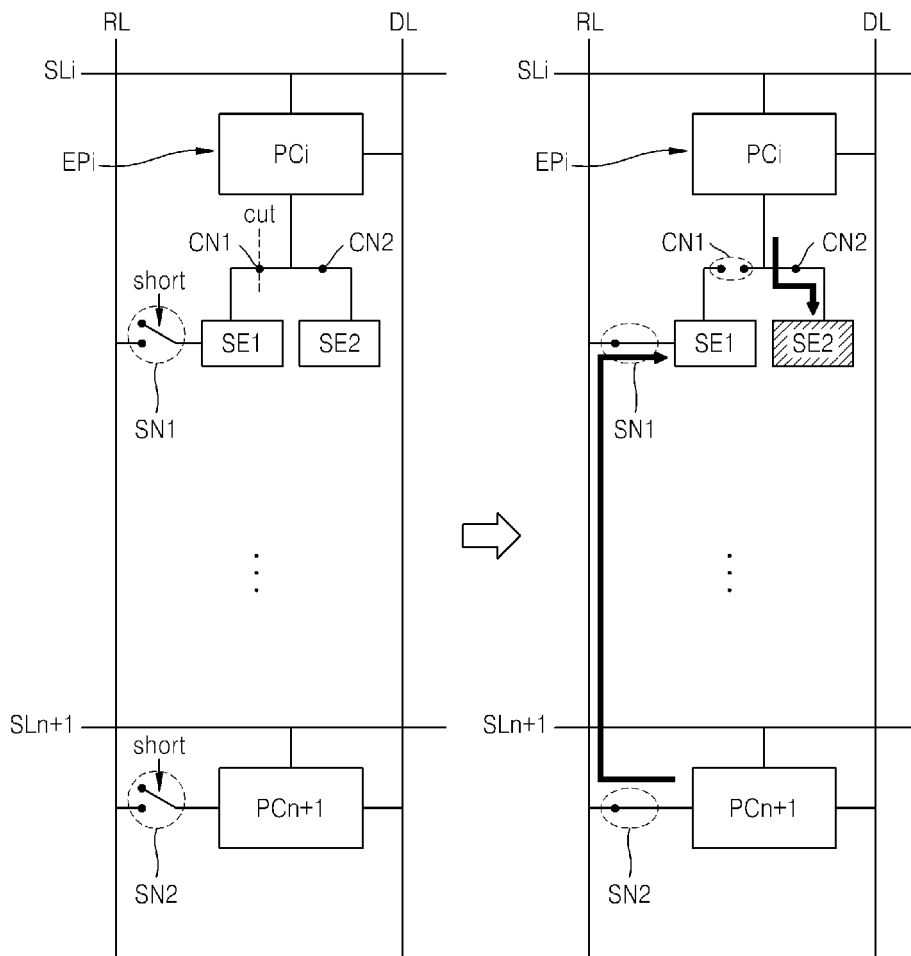 RL DL
SLi
PCi
EPi
cut
CN1 CN2
short
SE1 SE2
SN1
SLn+1
short
PCn+1
SN2
RL DL
SLi
PCi
EPi
CN1 CN2
SE1 SE2
SN1
SLn+1
PCn+1
SN2